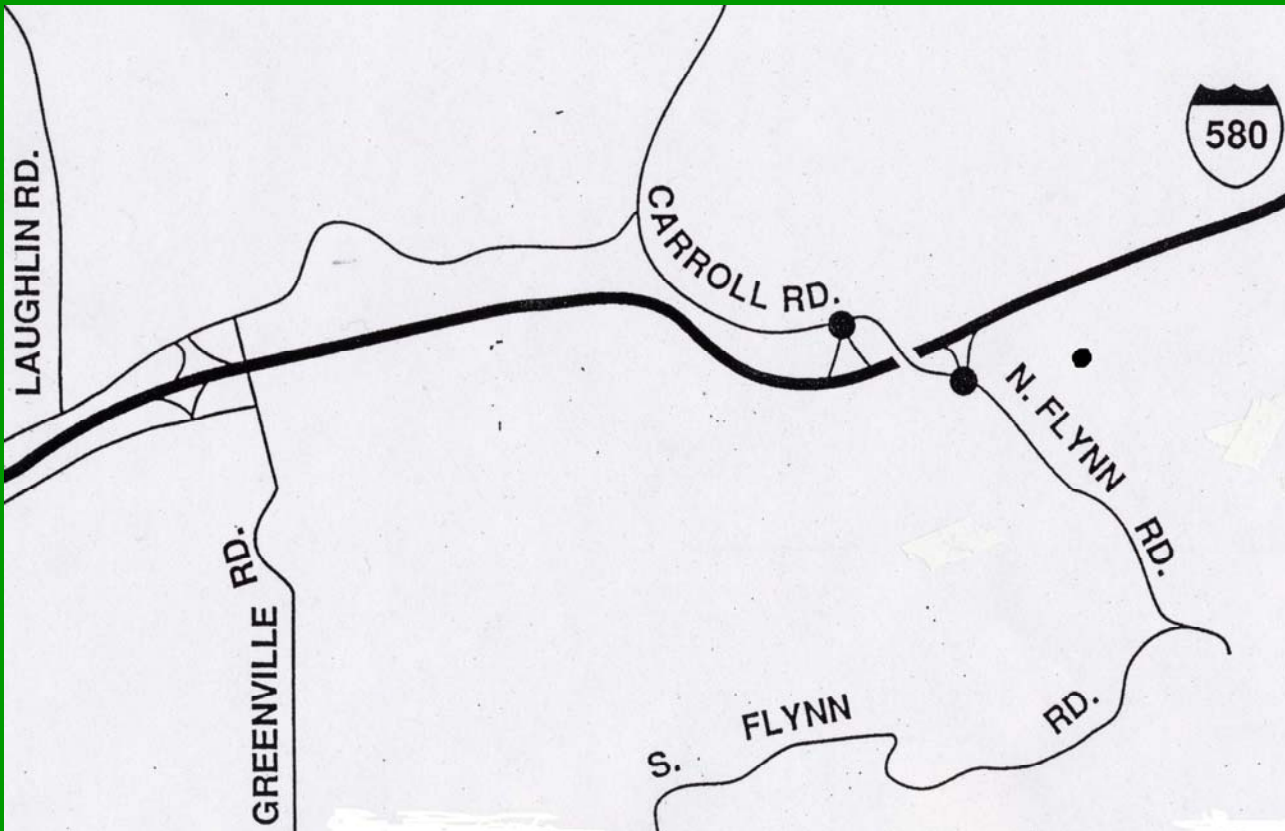 580
LAUGHLIN RD.
CARROLL RD.
N. FLYNN RD.
GREENVILLE RD.
S. FLYNN RD.